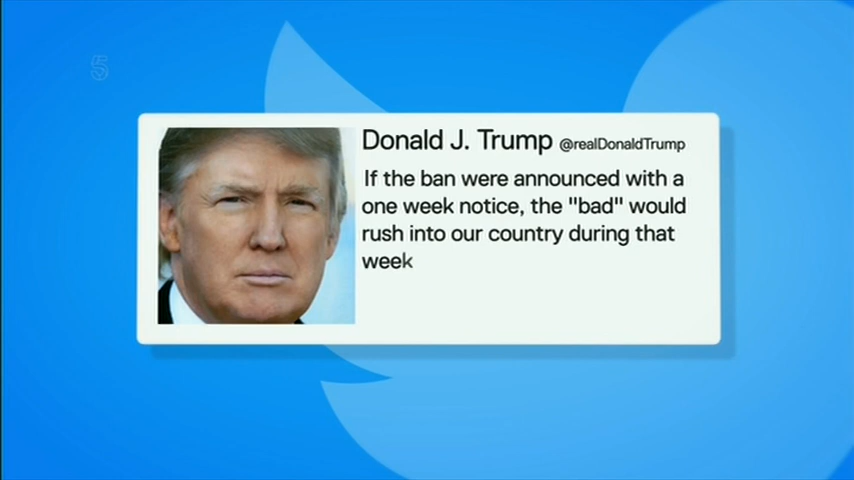 5
Donald J. Trump @realDonaldTrump
If the ban were announced with a
one week notice, the "bad" would
rush into our country during that
week